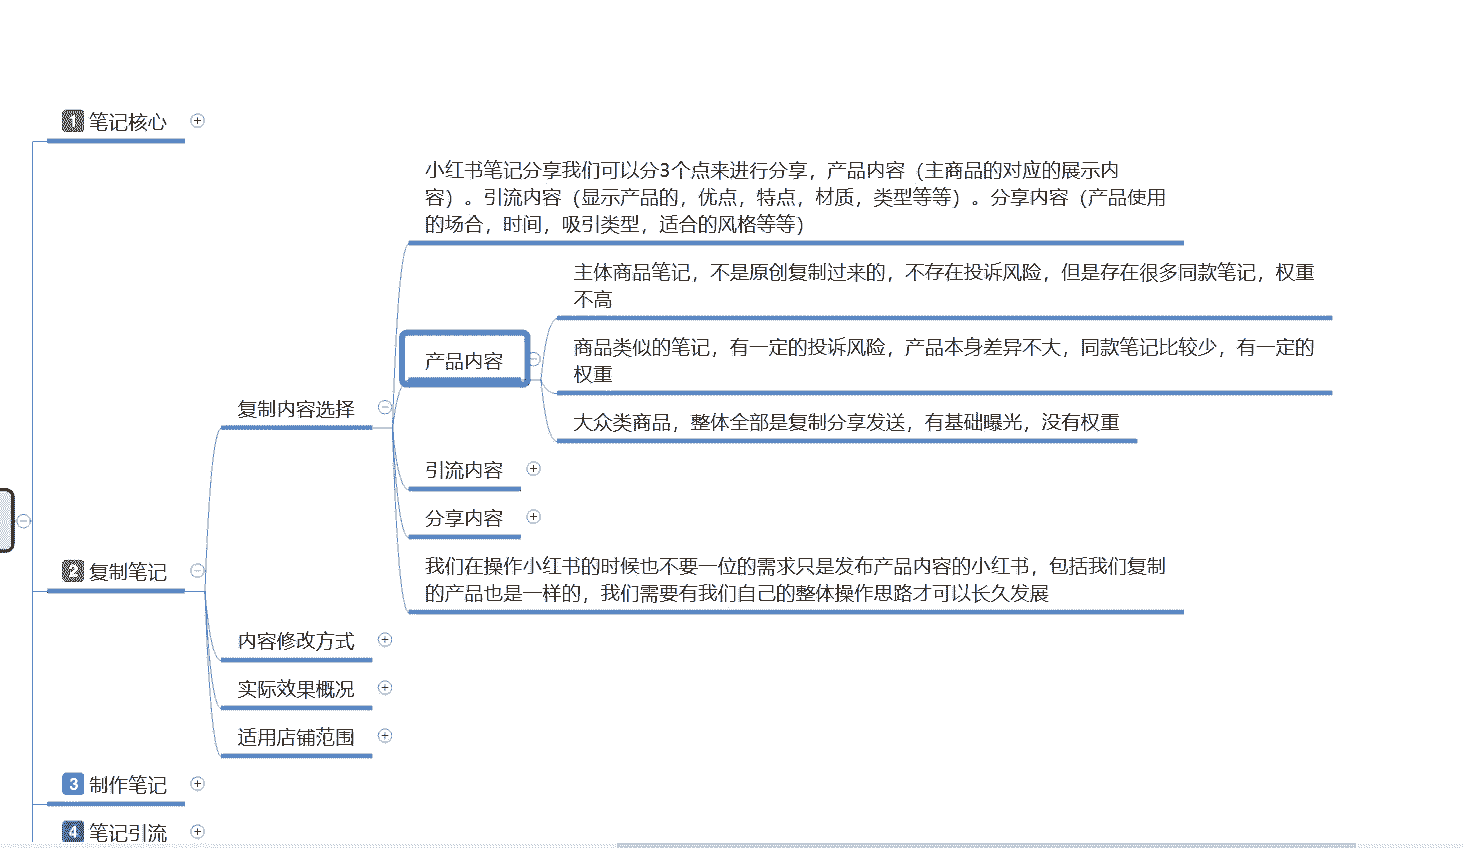 1 笔记核心
小红书笔记分享我们可以分3个点来进行分享，产品内容（主商品的对应的展示内
容）。引流内容（显示产品的，优点，特点，材质，类型等等）。分享内容（产品使用
的场合，时间，吸引类型，适合的风格等等）
主体商品笔记，不是原创复制过来的，不存在投诉风险，但是存在很多同款笔记，权重
不高
产品内容
商品类似的笔记，有一定的投诉风险，产品本身差异不大，同款笔记比较少，有一定的
权重
复制内容选择
大众类商品，整体全部是复制分享发送，有基础曝光，没有权重
引流内容
分享内容
2 复制笔记
我们在操作小红书的时候也不要一位的需求只是发布产品内容的小红书，包括我们复制
的产品也是一样的，我们需要有我们自己的整体操作思路才可以长久发展
内容修改方式
实际效果概况
适用店铺范围
3 制作笔记
4 笔记引流